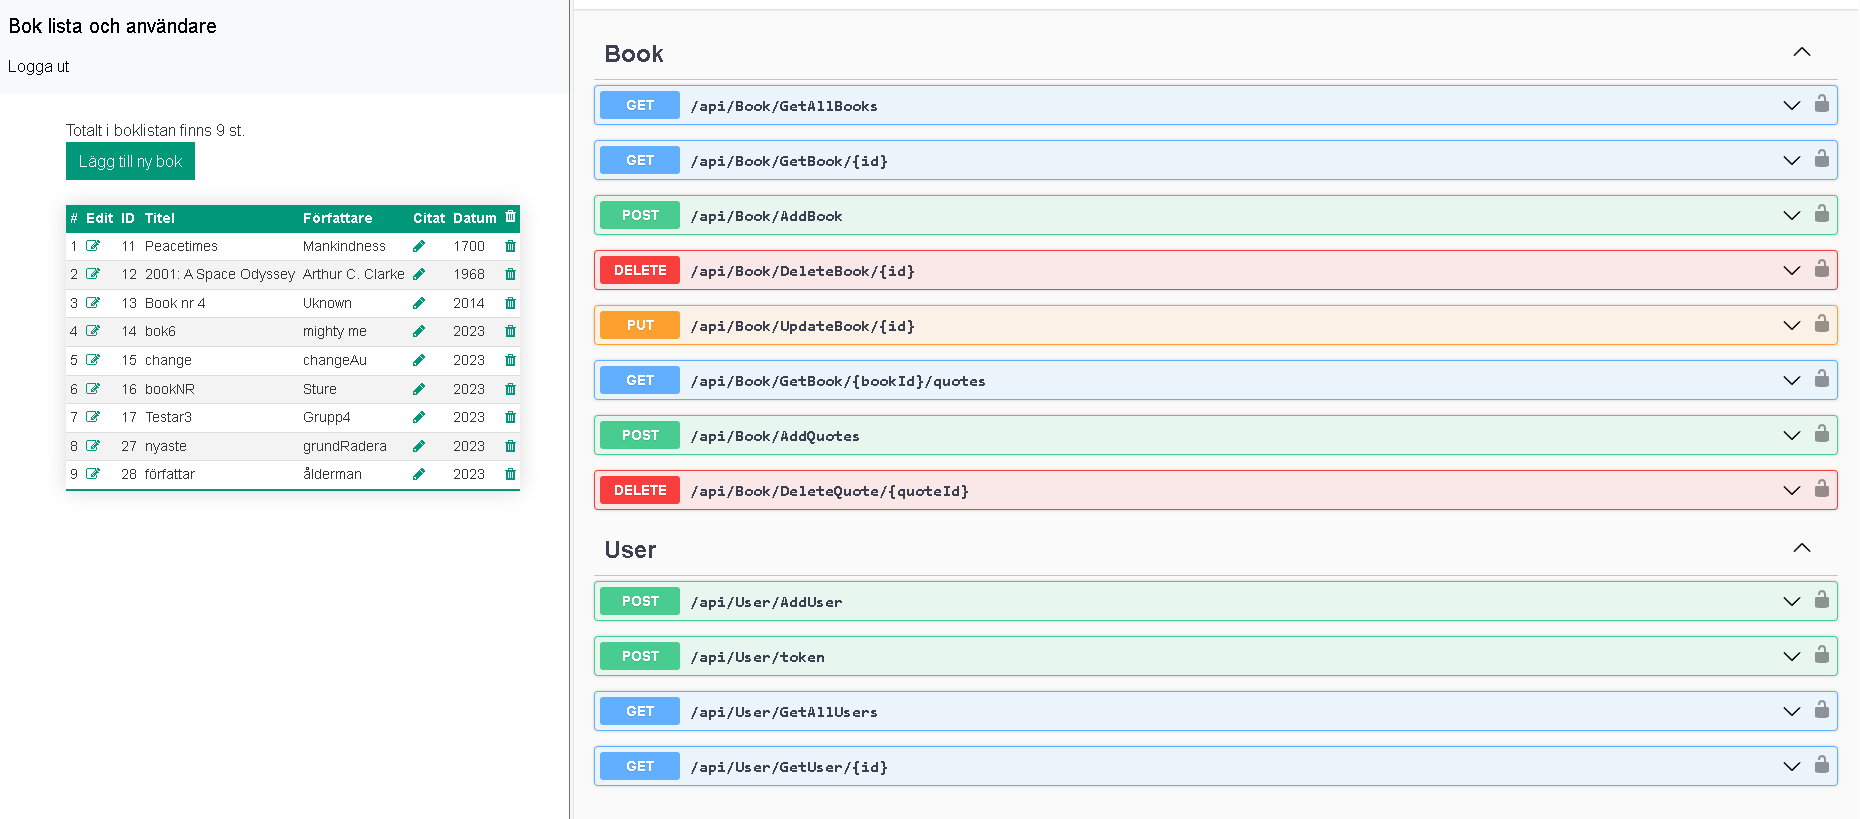 Bok lista och användare
Logga ut
Totalt i boklistan finns 9 st.
Lägg till ny bok
# Edit ID Titel Författare Citat Datum
1 11 Peacetimes Mankindness 1700
2 12 2001: A Space Odyssey Arthur C. Clarke 1968
3 13 Book nr 4 Uknown 2014
4 14 bok6 mighty me 2023
5 15 change changeAu 2023
6 16 bookNR Sture 2023
7 17 Testar3 Grupp4 2023
8 27 nyaste grundRadera 2023
9 28 författar ålderman 2023
Book
GET /api/Book/GetAllBooks
GET /api/Book/GetBook/{id}
POST /api/Book/AddBook
DELETE /api/Book/DeleteBook/{id}
PUT /api/Book/UpdateBook/{id}
GET /api/Book/GetBook/{bookId}/quotes
POST /api/Book/AddQuotes
DELETE /api/Book/DeleteQuote/{quoteId}
User
POST /api/User/AddUser
POST /api/User/token
GET /api/User/GetAllUsers
GET /api/User/GetUser/{id}